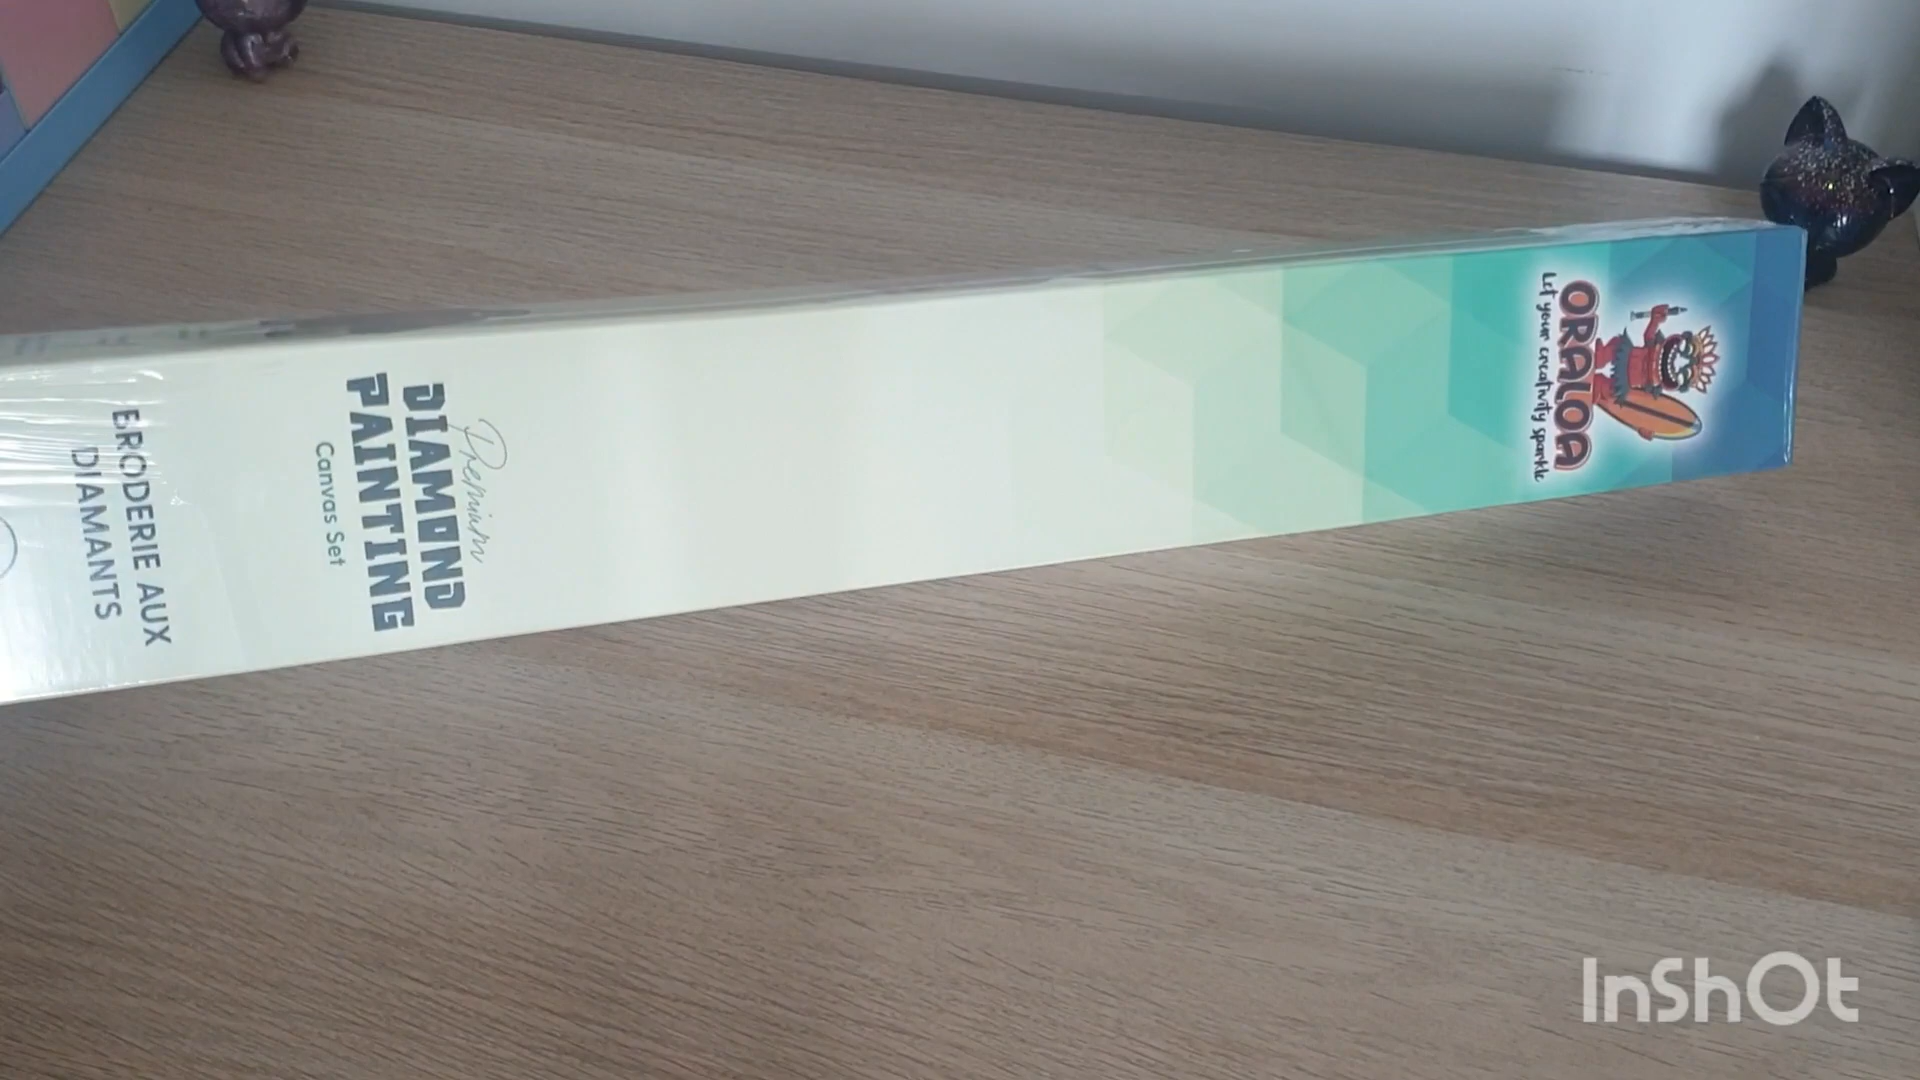 ORALOA
Let your creativity sparkle
Premium
DIAMOND
PAINTING
Canvas Set
BRODERIE AUX
DIAMANTS
InShOt